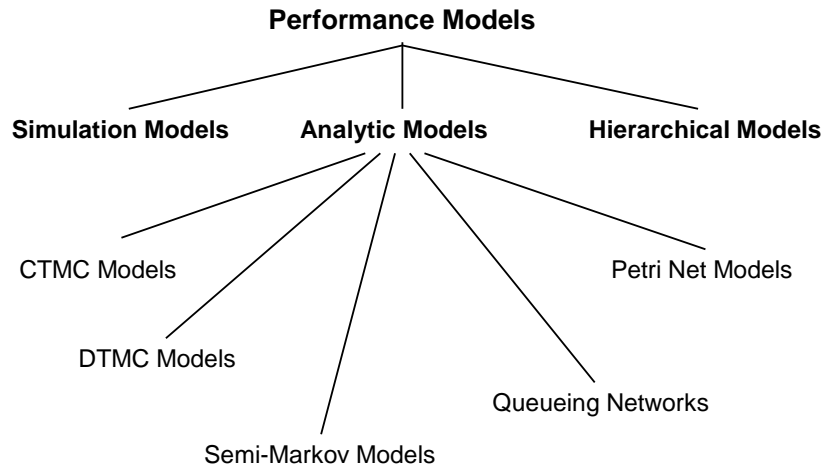 Performance Models
Simulation Models
Analytic Models
Hierarchical Models
CTMC Models
Petri Net Models
DTMC Models
Queueing Networks
Semi-Markov Models